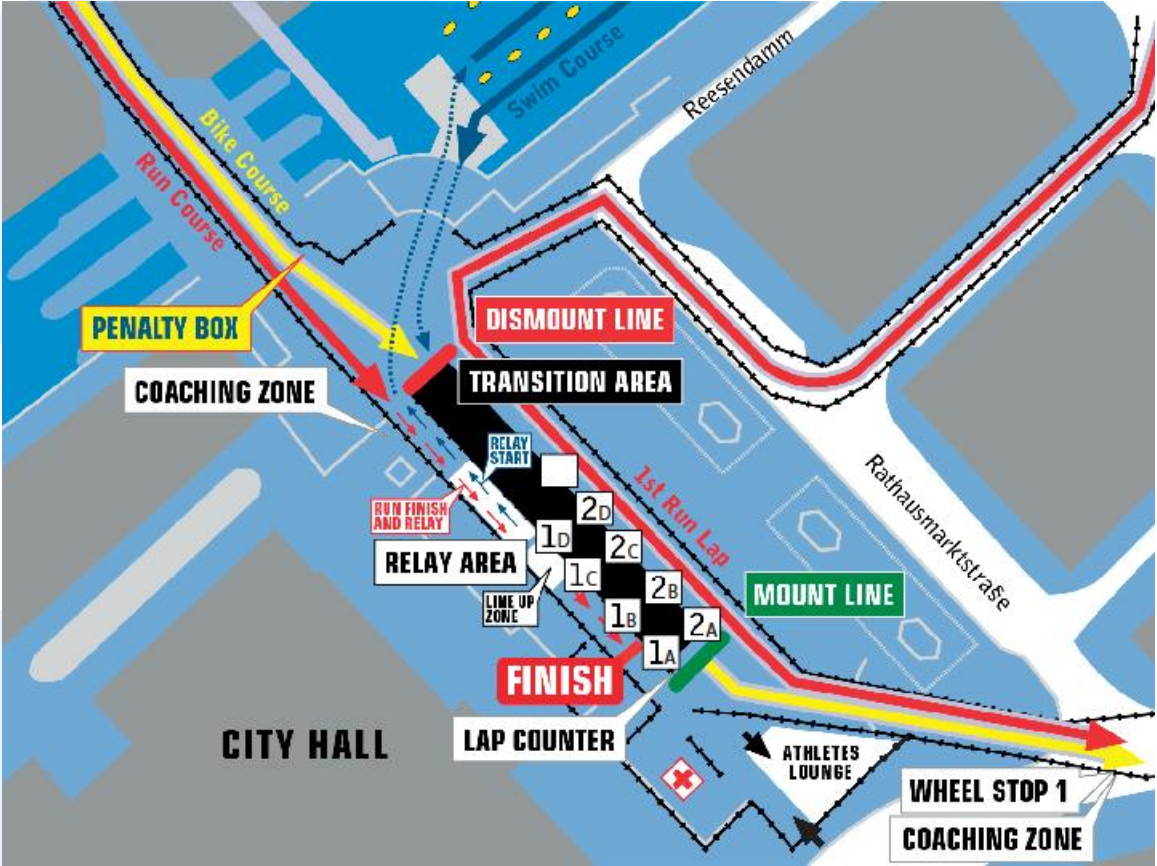 Swim Course
Reesendamm
Bike Course
Run Course
PENALTY BOX
DISMOUNT LINE
COACHING ZONE
TRANSITION AREA
RELAY
START
1st Run Lap
Rathausmarktstraße
RUN FINISH
AND RELAY
2D
1D
2C
RELAY AREA
1C
2B
LINE UP
ZONE
MOUNT LINE
1B
2A
1A
FINISH
LAP COUNTER
CITY HALL
ATHLETES
LOUNGE
WHEEL STOP 1
COACHING ZONE